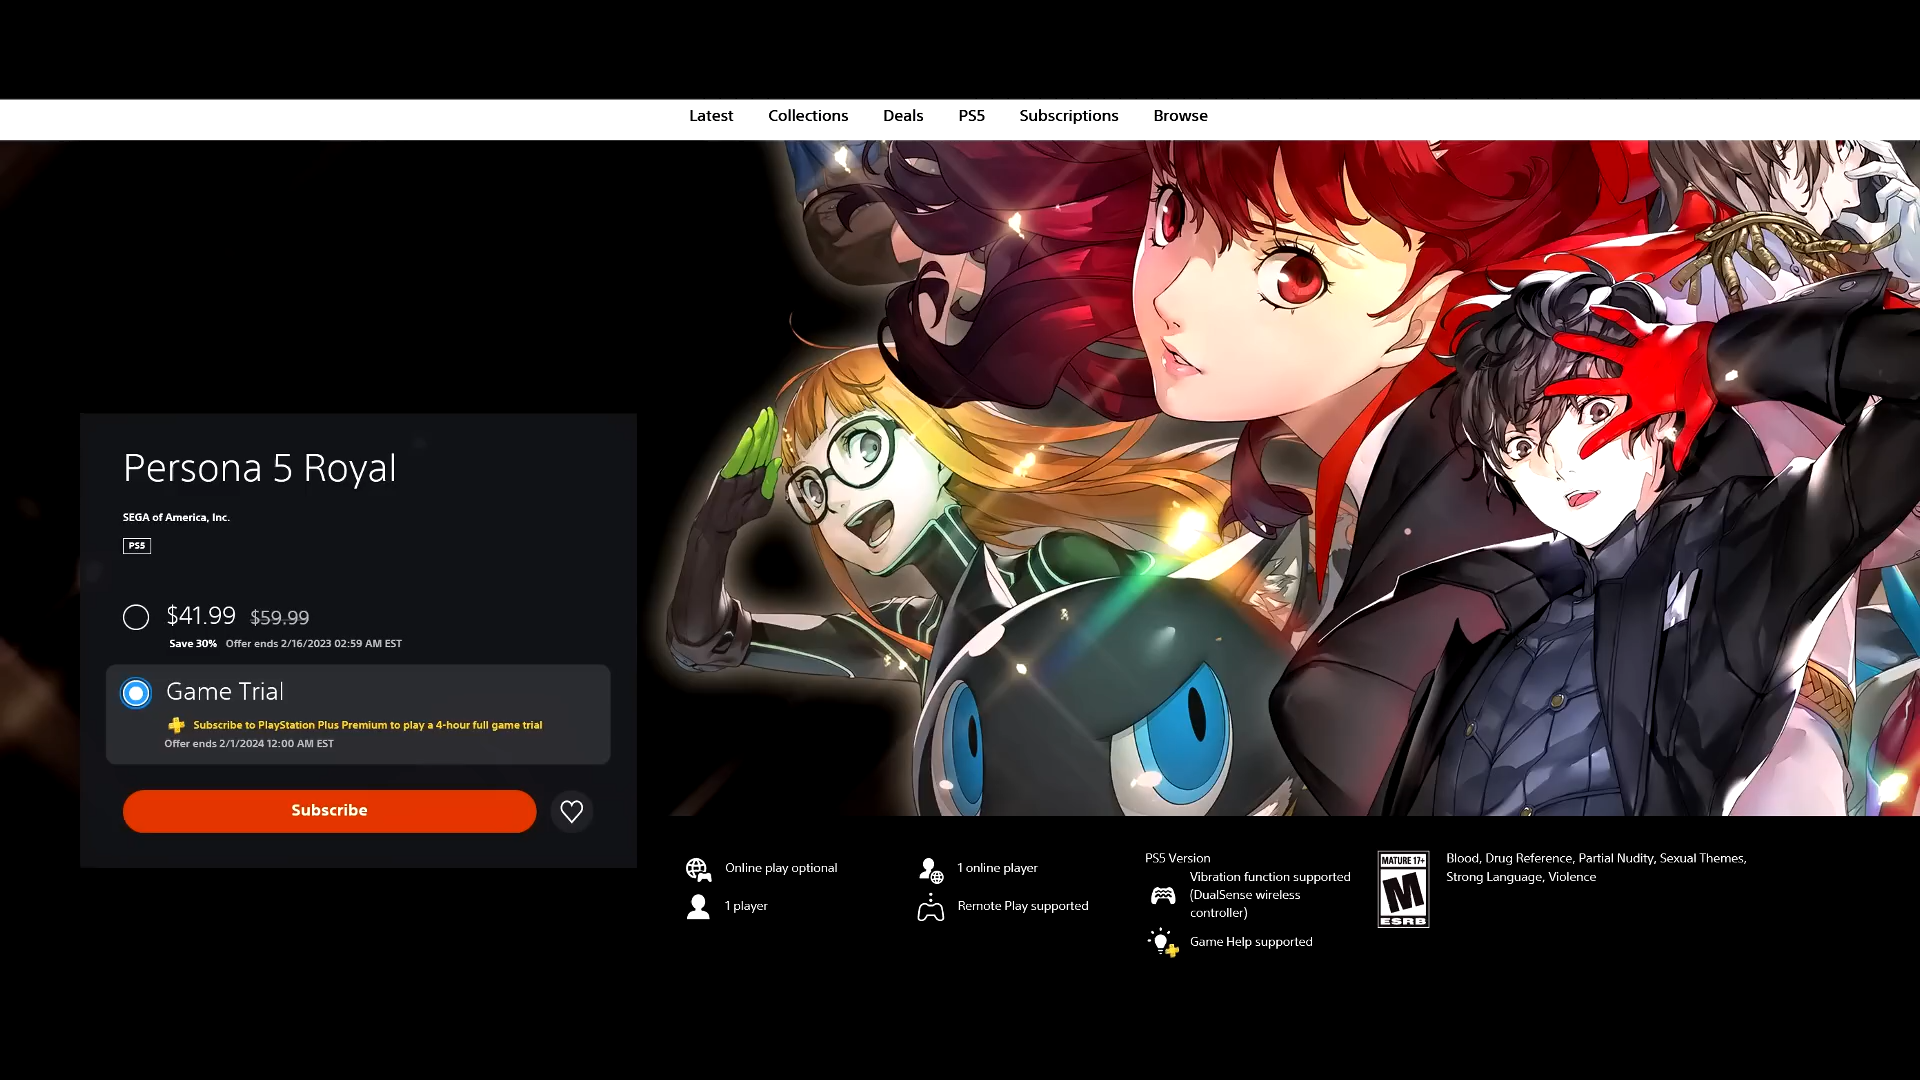 Latest Collections Deals PS5 Subscriptions Browse
Persona 5 Royal
SEGA of America, Inc.
PS5
$41.99 $59.99
Save 30% Offer ends 2/16/2023 02:59 AM EST
Game Trial
Subscribe to PlayStation Plus Premium to play a 4-hour full game trial
Offer ends 2/1/2024 12:00 AM EST
Subscribe
Online play optional
1 player
1 online player
Remote Play supported
PS5 Version
Vibration function supported
(DualSense wireless
controller)
Game Help supported
MATURE 17+
M
ESRB
Blood, Drug Reference, Partial Nudity, Sexual Themes,
Strong Language, Violence